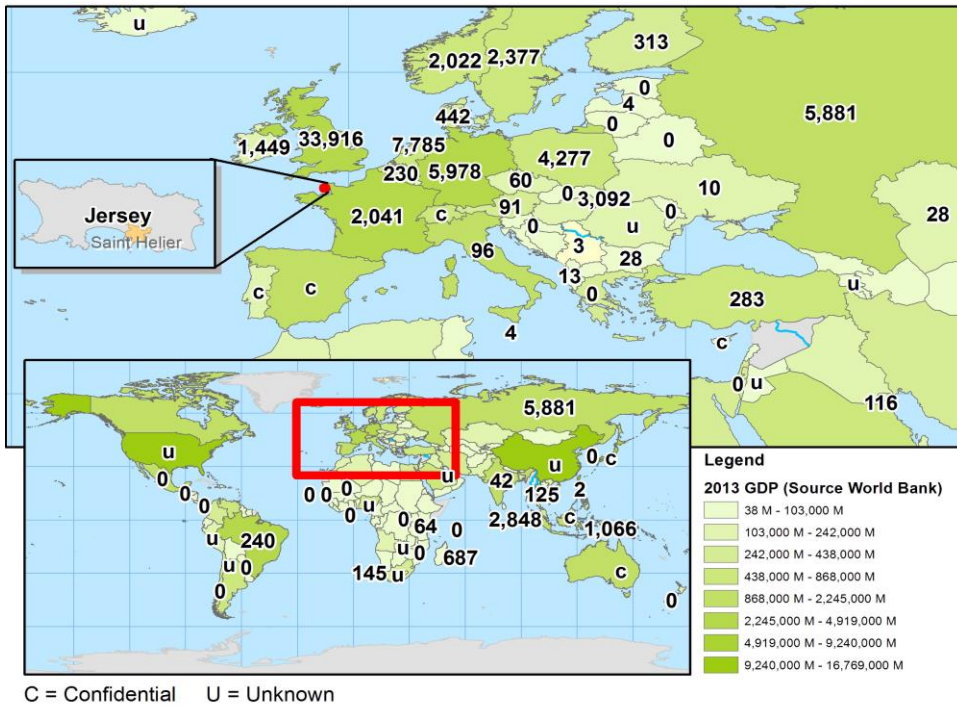 u
313
2,022
2,377
0
4
442
0
5,881
1,449
33,916
7,785
0
4,277
230
5,978
60
10
0
3,092
91
Jersey
Saint Helier
2,041
c
0
0
u
28
96
3
28
c
c
13
u
0
283
4
c
0
u
116
5,881
u
u
u
0
c
0
0
0
0
0
0
u
0
42
125
2
0
64
0
2,848
c
1,066
u
240
u
0
687
u
0
145
u
c
0
0
Legend
2013 GDP (Source World Bank)
38 M - 103,000 M
103,000 M - 242,000 M
242,000 M - 438,000 M
438,000 M - 868,000 M
868,000 M - 2,245,000 M
2,245,000 M - 4,919,000 M
4,919,000 M - 9,240,000 M
9,240,000 M - 16,769,000 M
C = Confidential U = Unknown